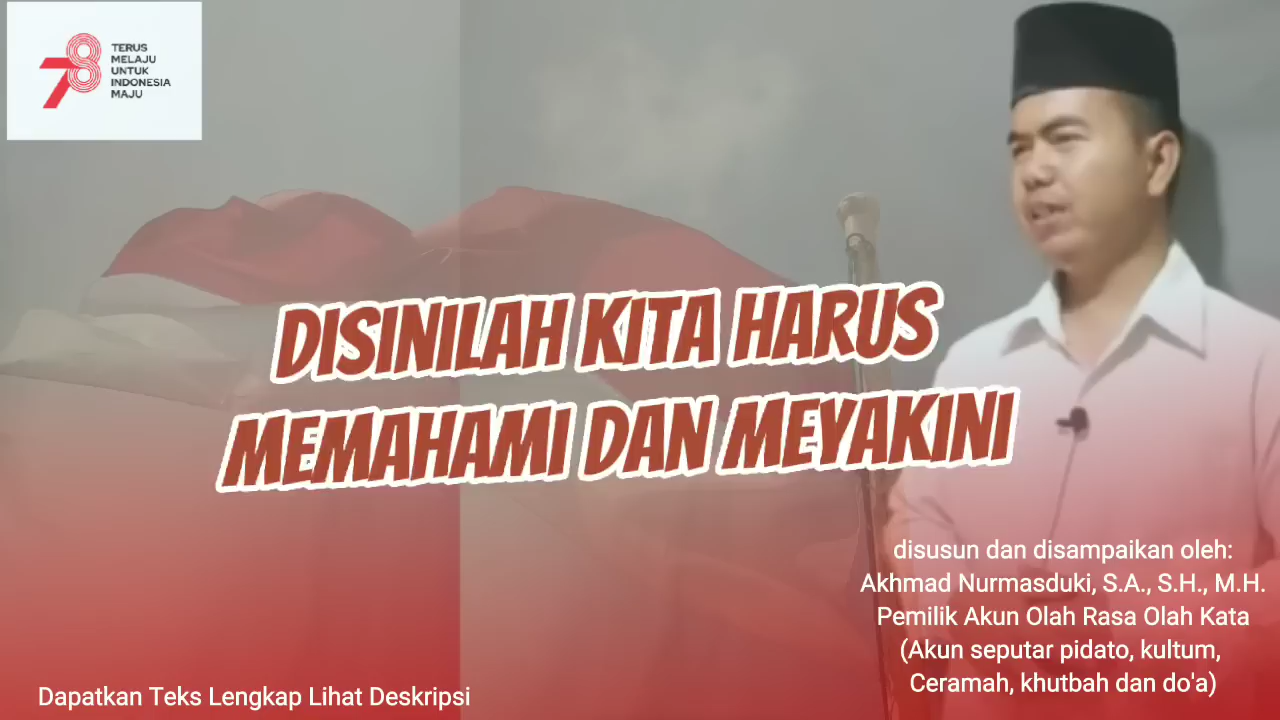 78
TERUS
MELAJU
UNTUK
INDONESIA
MAJU
DISINILAH KITA HARUS
MEMAHAMI DAN MEYAKINI
disusun dan disampaikan oleh:
Akhmad Nurmasduki, S.A., S.H., M.H.
Pemilik Akun Olah Rasa Olah Kata
(Akun seputar pidato, kultum,
Ceramah, khutbah dan do'a)
Dapatkan Teks Lengkap Lihat Deskripsi